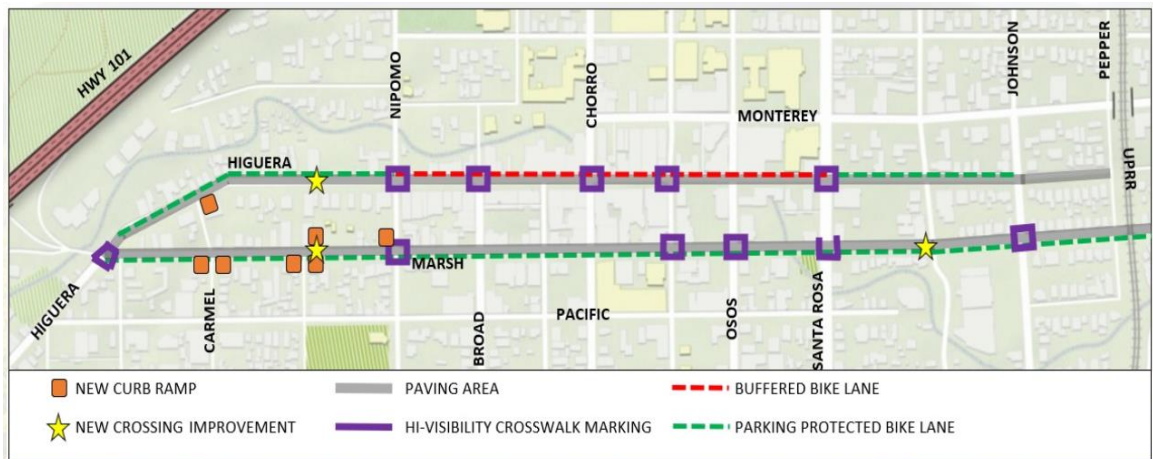 HWY 101
NIPOMO
CHORRO
JOHNSON
PEPPER
MONTEREY
HIGUERA
UPRR
MARSH
HIGUERA
CARMEL
BROAD
PACIFIC
OSOS
SANTA ROSA
NEW CURB RAMP
PAVING AREA
BUFFERED BIKE LANE
NEW CROSSING IMPROVEMENT
HI-VISIBILITY CROSSWALK MARKING
PARKING PROTECTED BIKE LANE